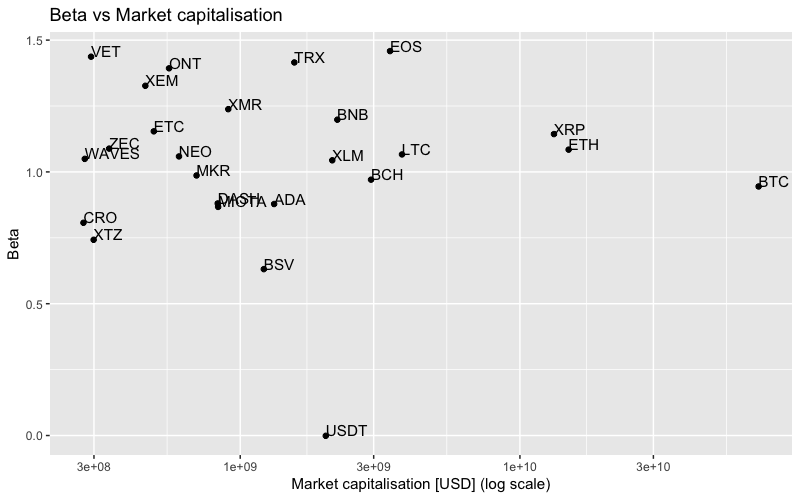 Beta vs Market capitalisation
1.5
VET
EOS
TRX
ONT
XEM
XMR
BNB
ETC
XRP
ZEC
ETH
WAVES
NEO
XLM
LTC
1.0
MKR
BCH
BTC
DASH
MIOTA
ADA
CRO
XTZ
BSV
Beta
0.5
USDT
0.0
3e+08 1e+09 3e+09 1e+10 3e+10
Market capitalisation [USD] (log scale)